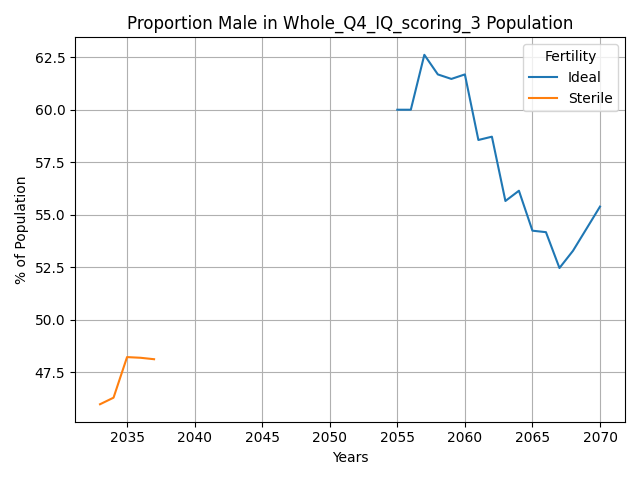 Proportion Male in Whole_Q4_IQ_scoring_3 Population
Fertility
Ideal
Sterile
% of Population
62.5
60.0
57.5
55.0
52.5
50.0
47.5
2035 2040 2045 2050 2055 2060 2065 2070
Years